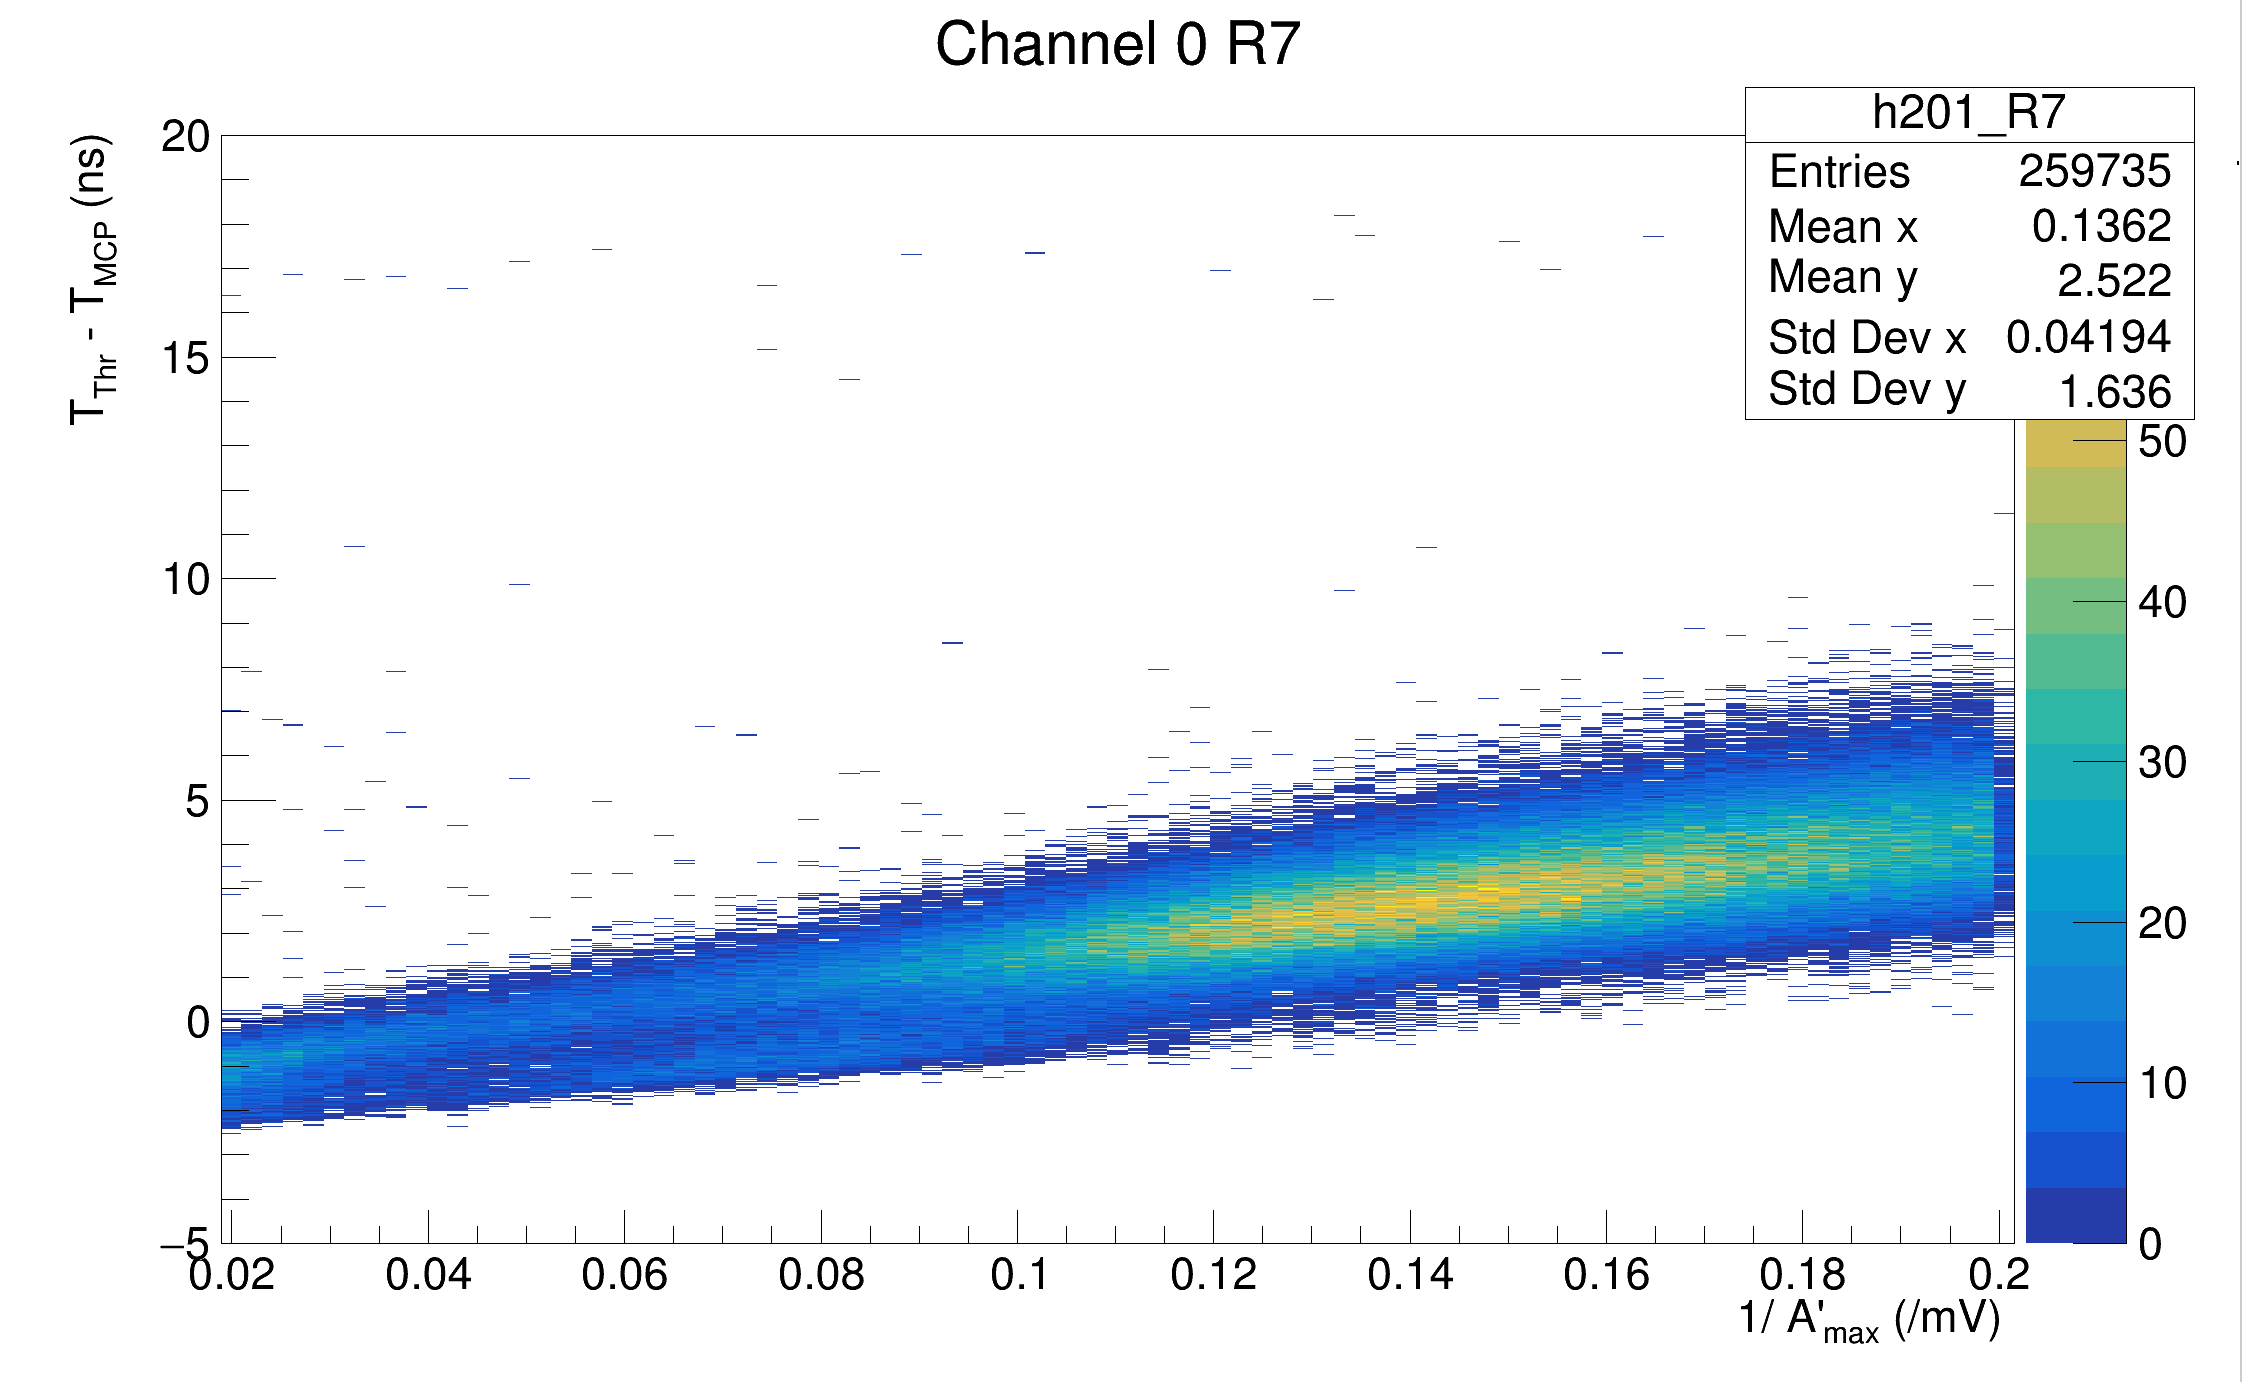 Channel 0 R7
h201_R7
Entries 259735
Mean x 0.1362
Mean y 2.522
Std Dev x 0.04194
Std Dev y 1.636
T_Thr - T_MCP (ns)
20
15
10
5
0
−5
0.02 0.04 0.06 0.08 0.1 0.12 0.14 0.16 0.18 0.2
1/ A'_max (/mV)
50
40
30
20
10
0